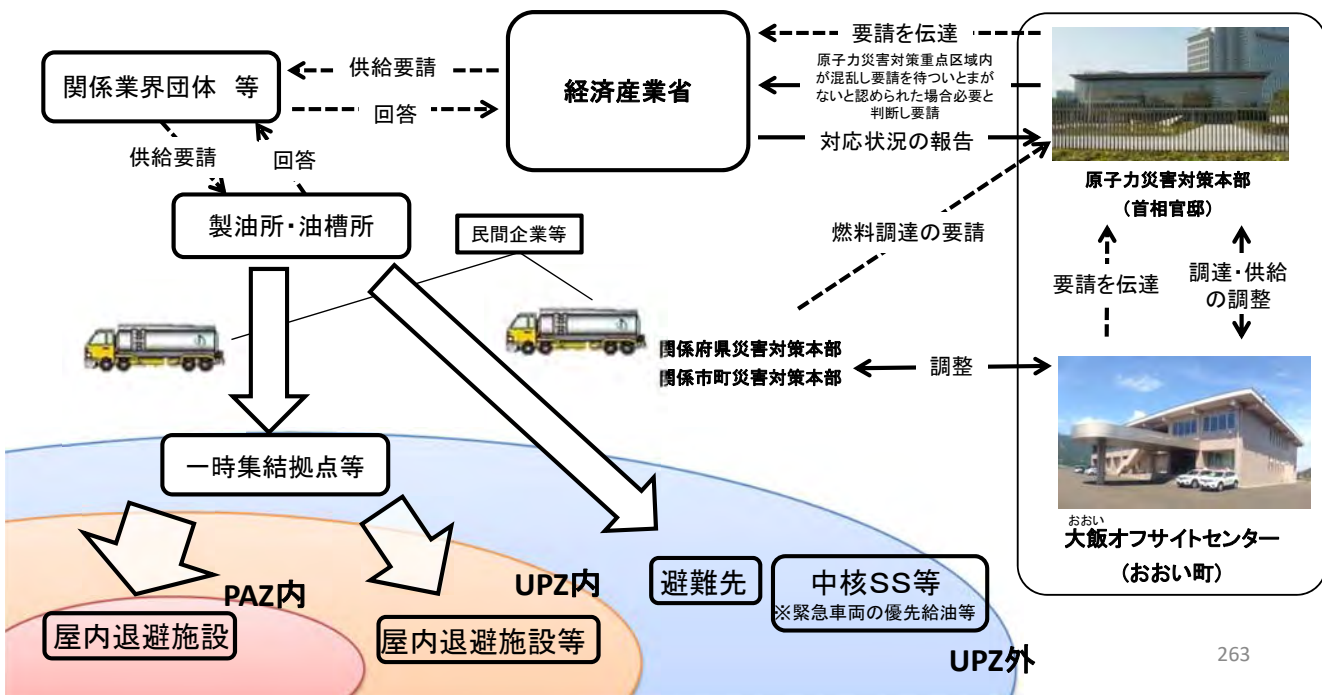 要請を伝達
原子力災害対策重点区域内
が混乱し要請を待ついとまが
ないと認められた場合必要と
判断し要請
対応状況の報告
経済産業省
供給要請
回答
関係業界団体 等
供給要請
回答
製油所・油槽所
民間企業等
原子力災害対策本部
（首相官邸）
燃料調達の要請
要請を伝達
調達・供給
の調整
関係府県災害対策本部
関係市町災害対策本部
調整
おおい
大飯オフサイトセンター
（おおい町）
一時集結拠点等
PAZ内
屋内退避施設
UPZ内
屋内退避施設等
避難先
中核SS等
※緊急車両の優先給油等
UPZ外
263